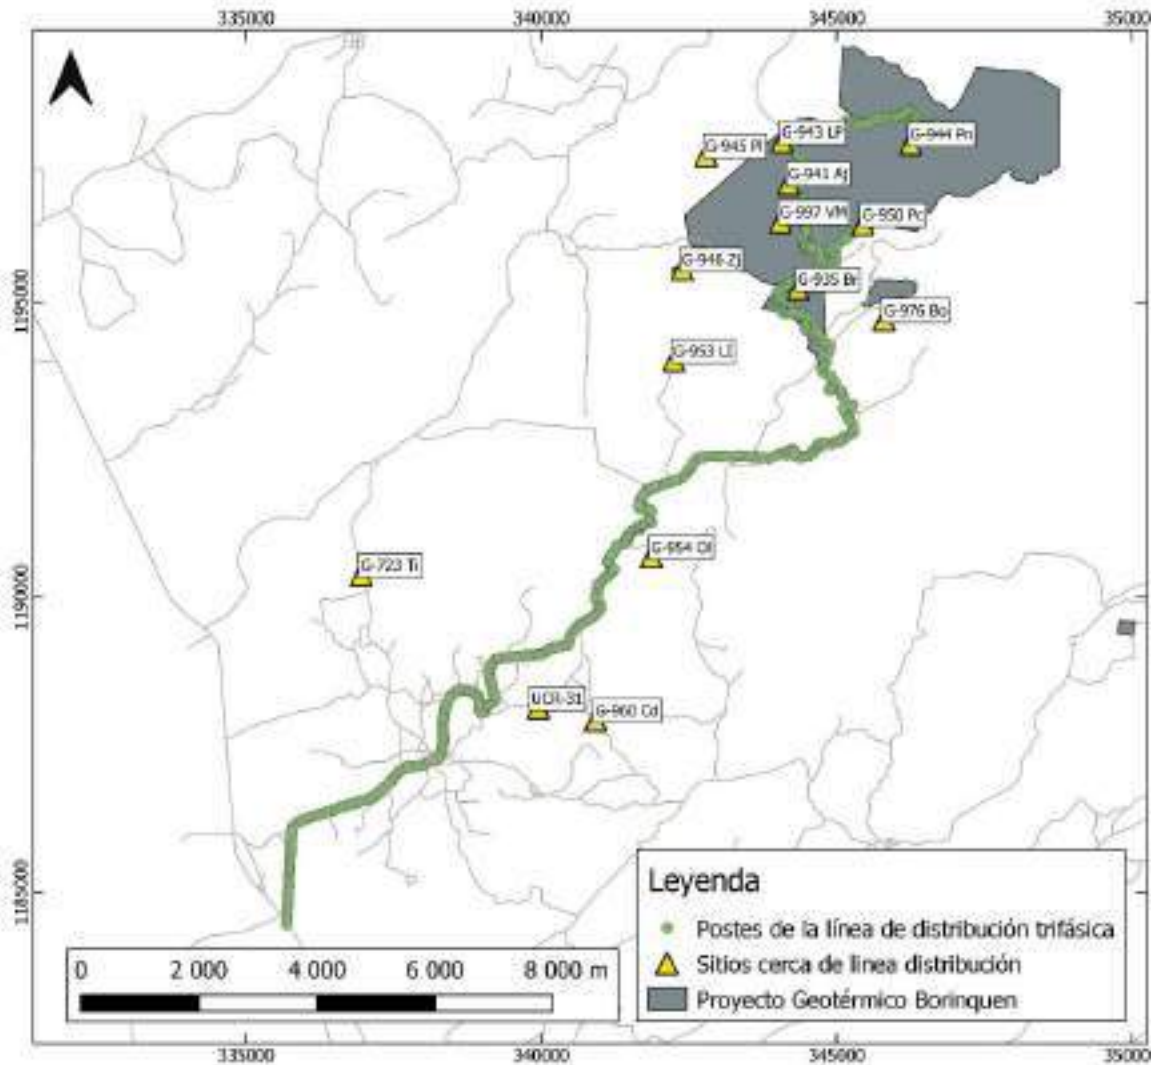 335000 340000 345000 35000
G-943 LP
G-944 Pn
G-945 Pl
G-941 Aj
G-997 VM
G-950 Pc
G-946 Zj
G-935 Br
1195000
G-976 Bo
G-953 LI
G-954 Ol
G-723 Ti
1190000
UCR-31
G-960 Cd
1185000
Leyenda
Postes de la línea de distribución trifásica
Sitios cerca de linea distribución
Proyecto Geotérmico Borinquen
0 2 000 4 000 6 000 8 000 m
335000 340000 345000 35000